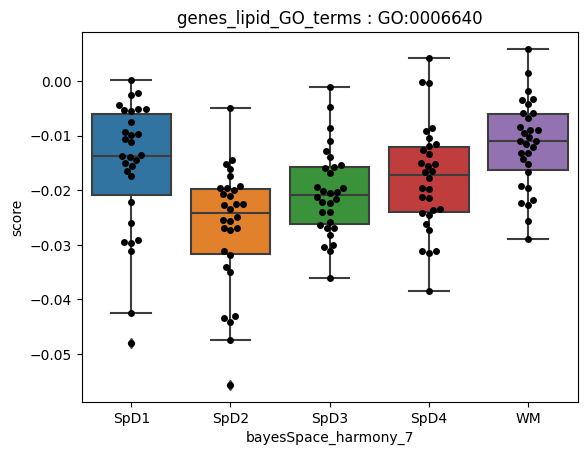 genes_lipid_GO_terms : GO:0006640
0.00
−0.01
−0.02
−0.03
−0.04
−0.05
score
SpD1 SpD2 SpD3 SpD4 WM
bayesSpace_harmony_7